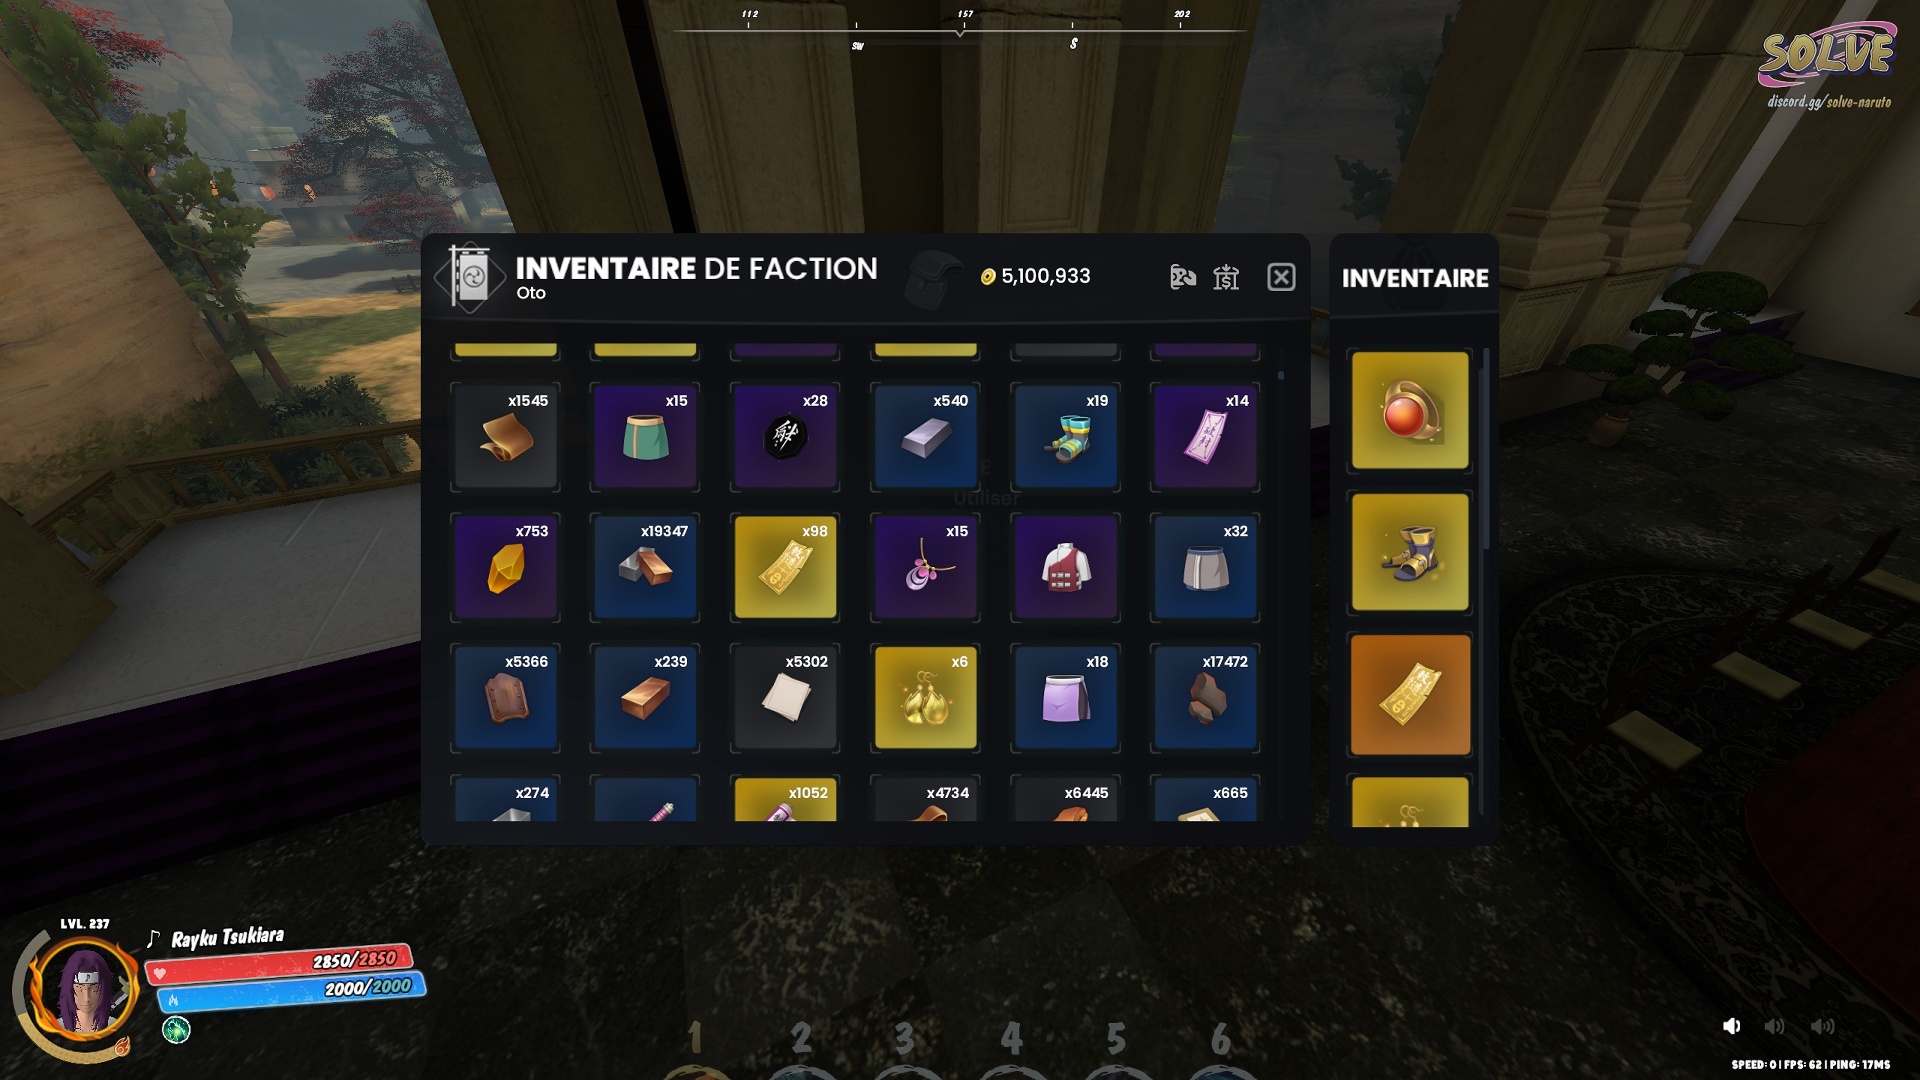 112 157 202
SW S
SOLVE
discord.gg/solve-naruto
INVENTAIRE DE FACTION
Oto
5,100,933
INVENTAIRE
x1545 x15 x28 x540 x19 x14
Utiliser
x753 x19347 x98 x15 x32
x5366 x239 x5302 x6 x18 x17472
x274 x1052 x4734 x6445 x665
LVL. 237
Rayku Tsukiara
2850/2850
2000/2000
1 2 3 4 5 6
SPEED: 0 | FPS: 62 | PING: 17MS